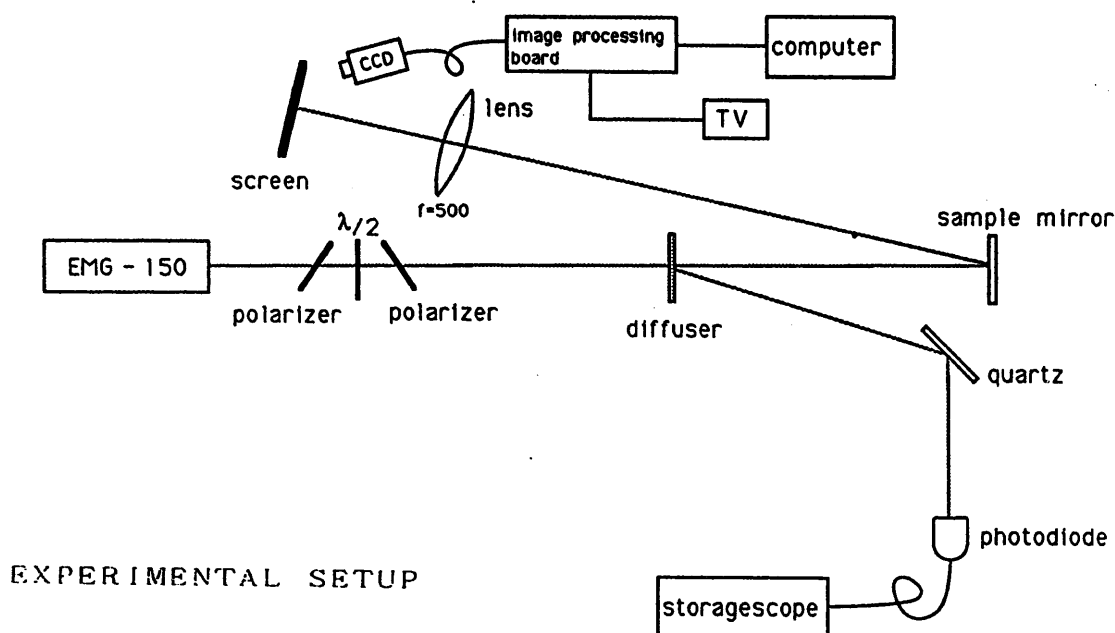 CCD
image processing
board
computer
TV
lens
f=500
screen
sample mirror
λ/2
EMG - 150
polarizer
polarizer
diffuser
quartz
photodiode
storagescope
EXPERIMENTAL SETUP